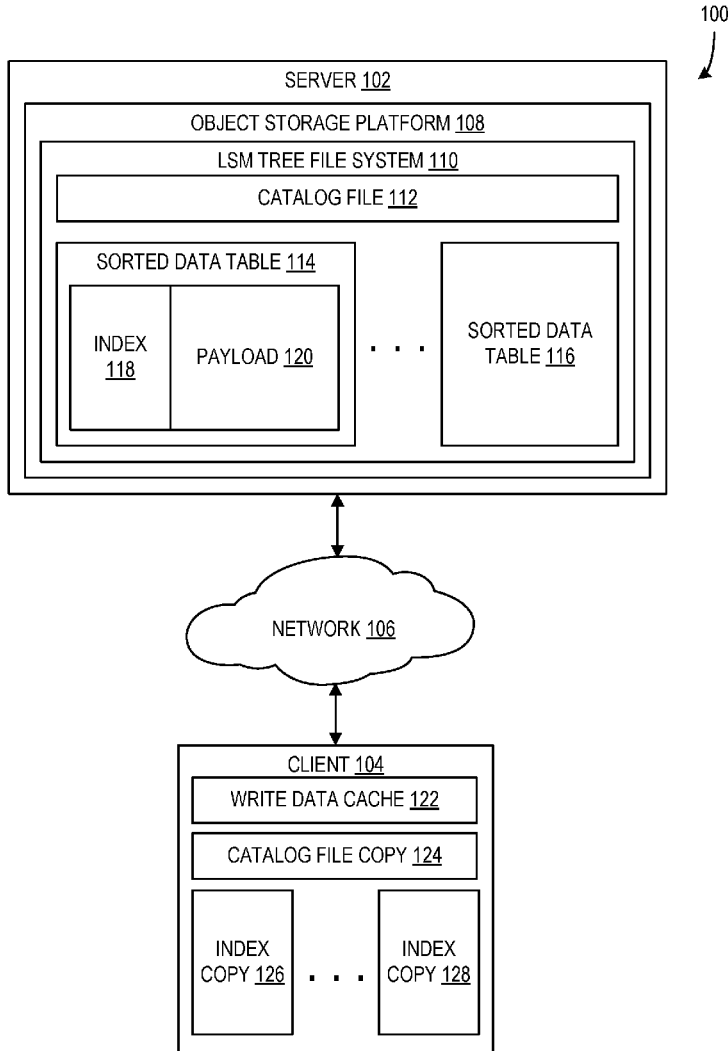 100
SERVER 102
OBJECT STORAGE PLATFORM 108
LSM TREE FILE SYSTEM 110
CATALOG FILE 112
SORTED DATA TABLE 114
INDEX
118
PAYLOAD 120
. . .
SORTED DATA
TABLE 116
NETWORK 106
CLIENT 104
WRITE DATA CACHE 122
CATALOG FILE COPY 124
INDEX
COPY 126
. . .
INDEX
COPY 128